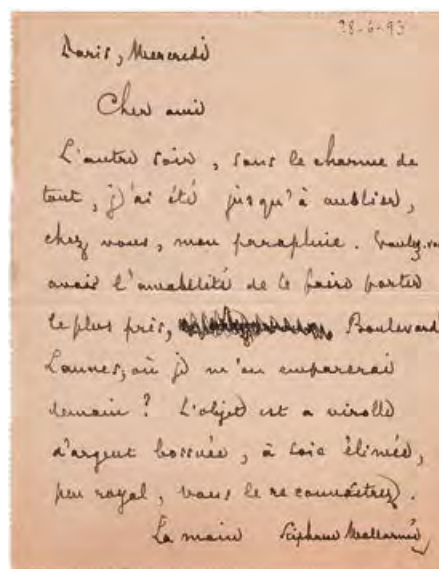 28-6-93
Paris, Mercredi
Cher ami
L'autre soir, sous le charme de
tout, j'ai été jusqu'à oublier,
chez vous, mon parapluie. Voulez-vo
avoir l'amabilité de le faire porter
le plus près, Boulevard
Lannes, où je m'en emparerai
demain ? L'objet est à virolle
d'argent bossuée, à soie élimée,
peu royal, vous le reconnaîtrez.
La main Stéphane Mallarmé